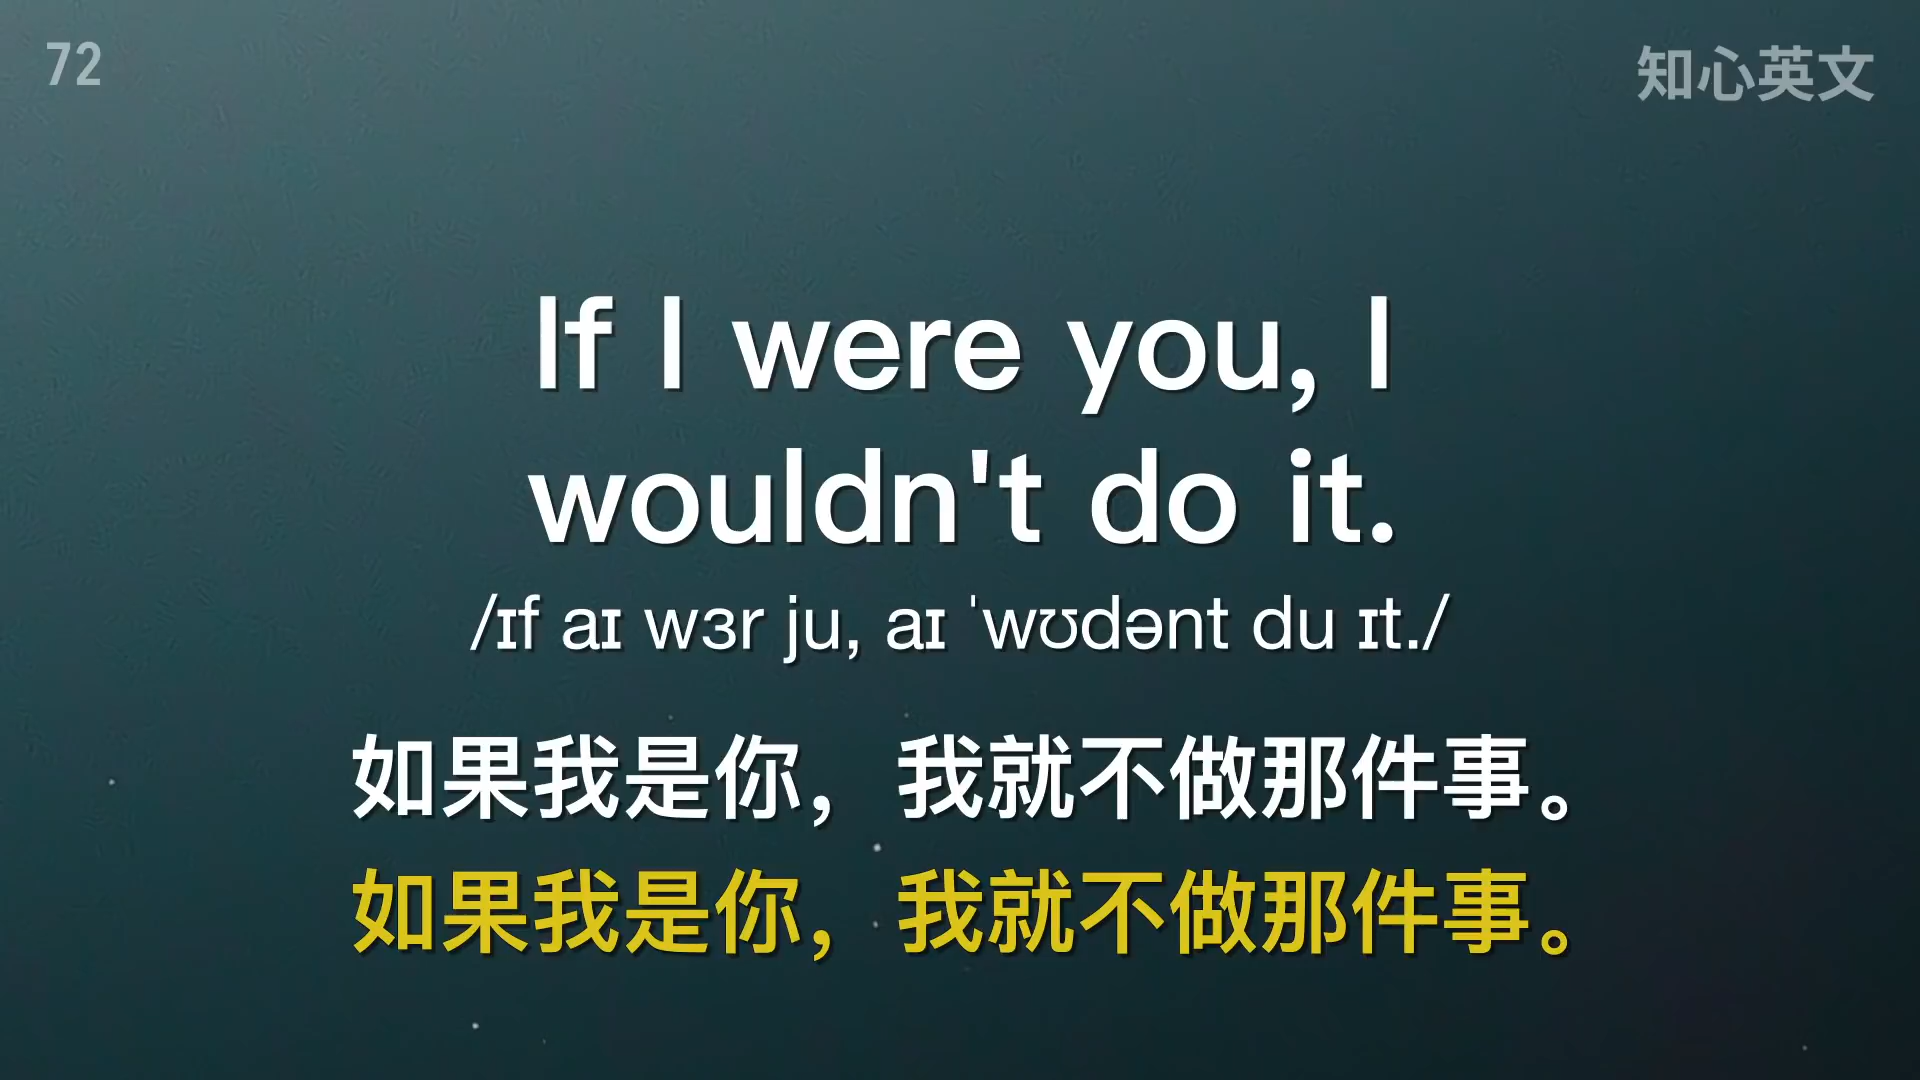 72
知心英文
If I were you, I
wouldn't do it.
/ɪf aɪ wɜr ju, aɪ ˈwʊdənt du ɪt./
如果我是你，我就不做那件事。
如果我是你，我就不做那件事。